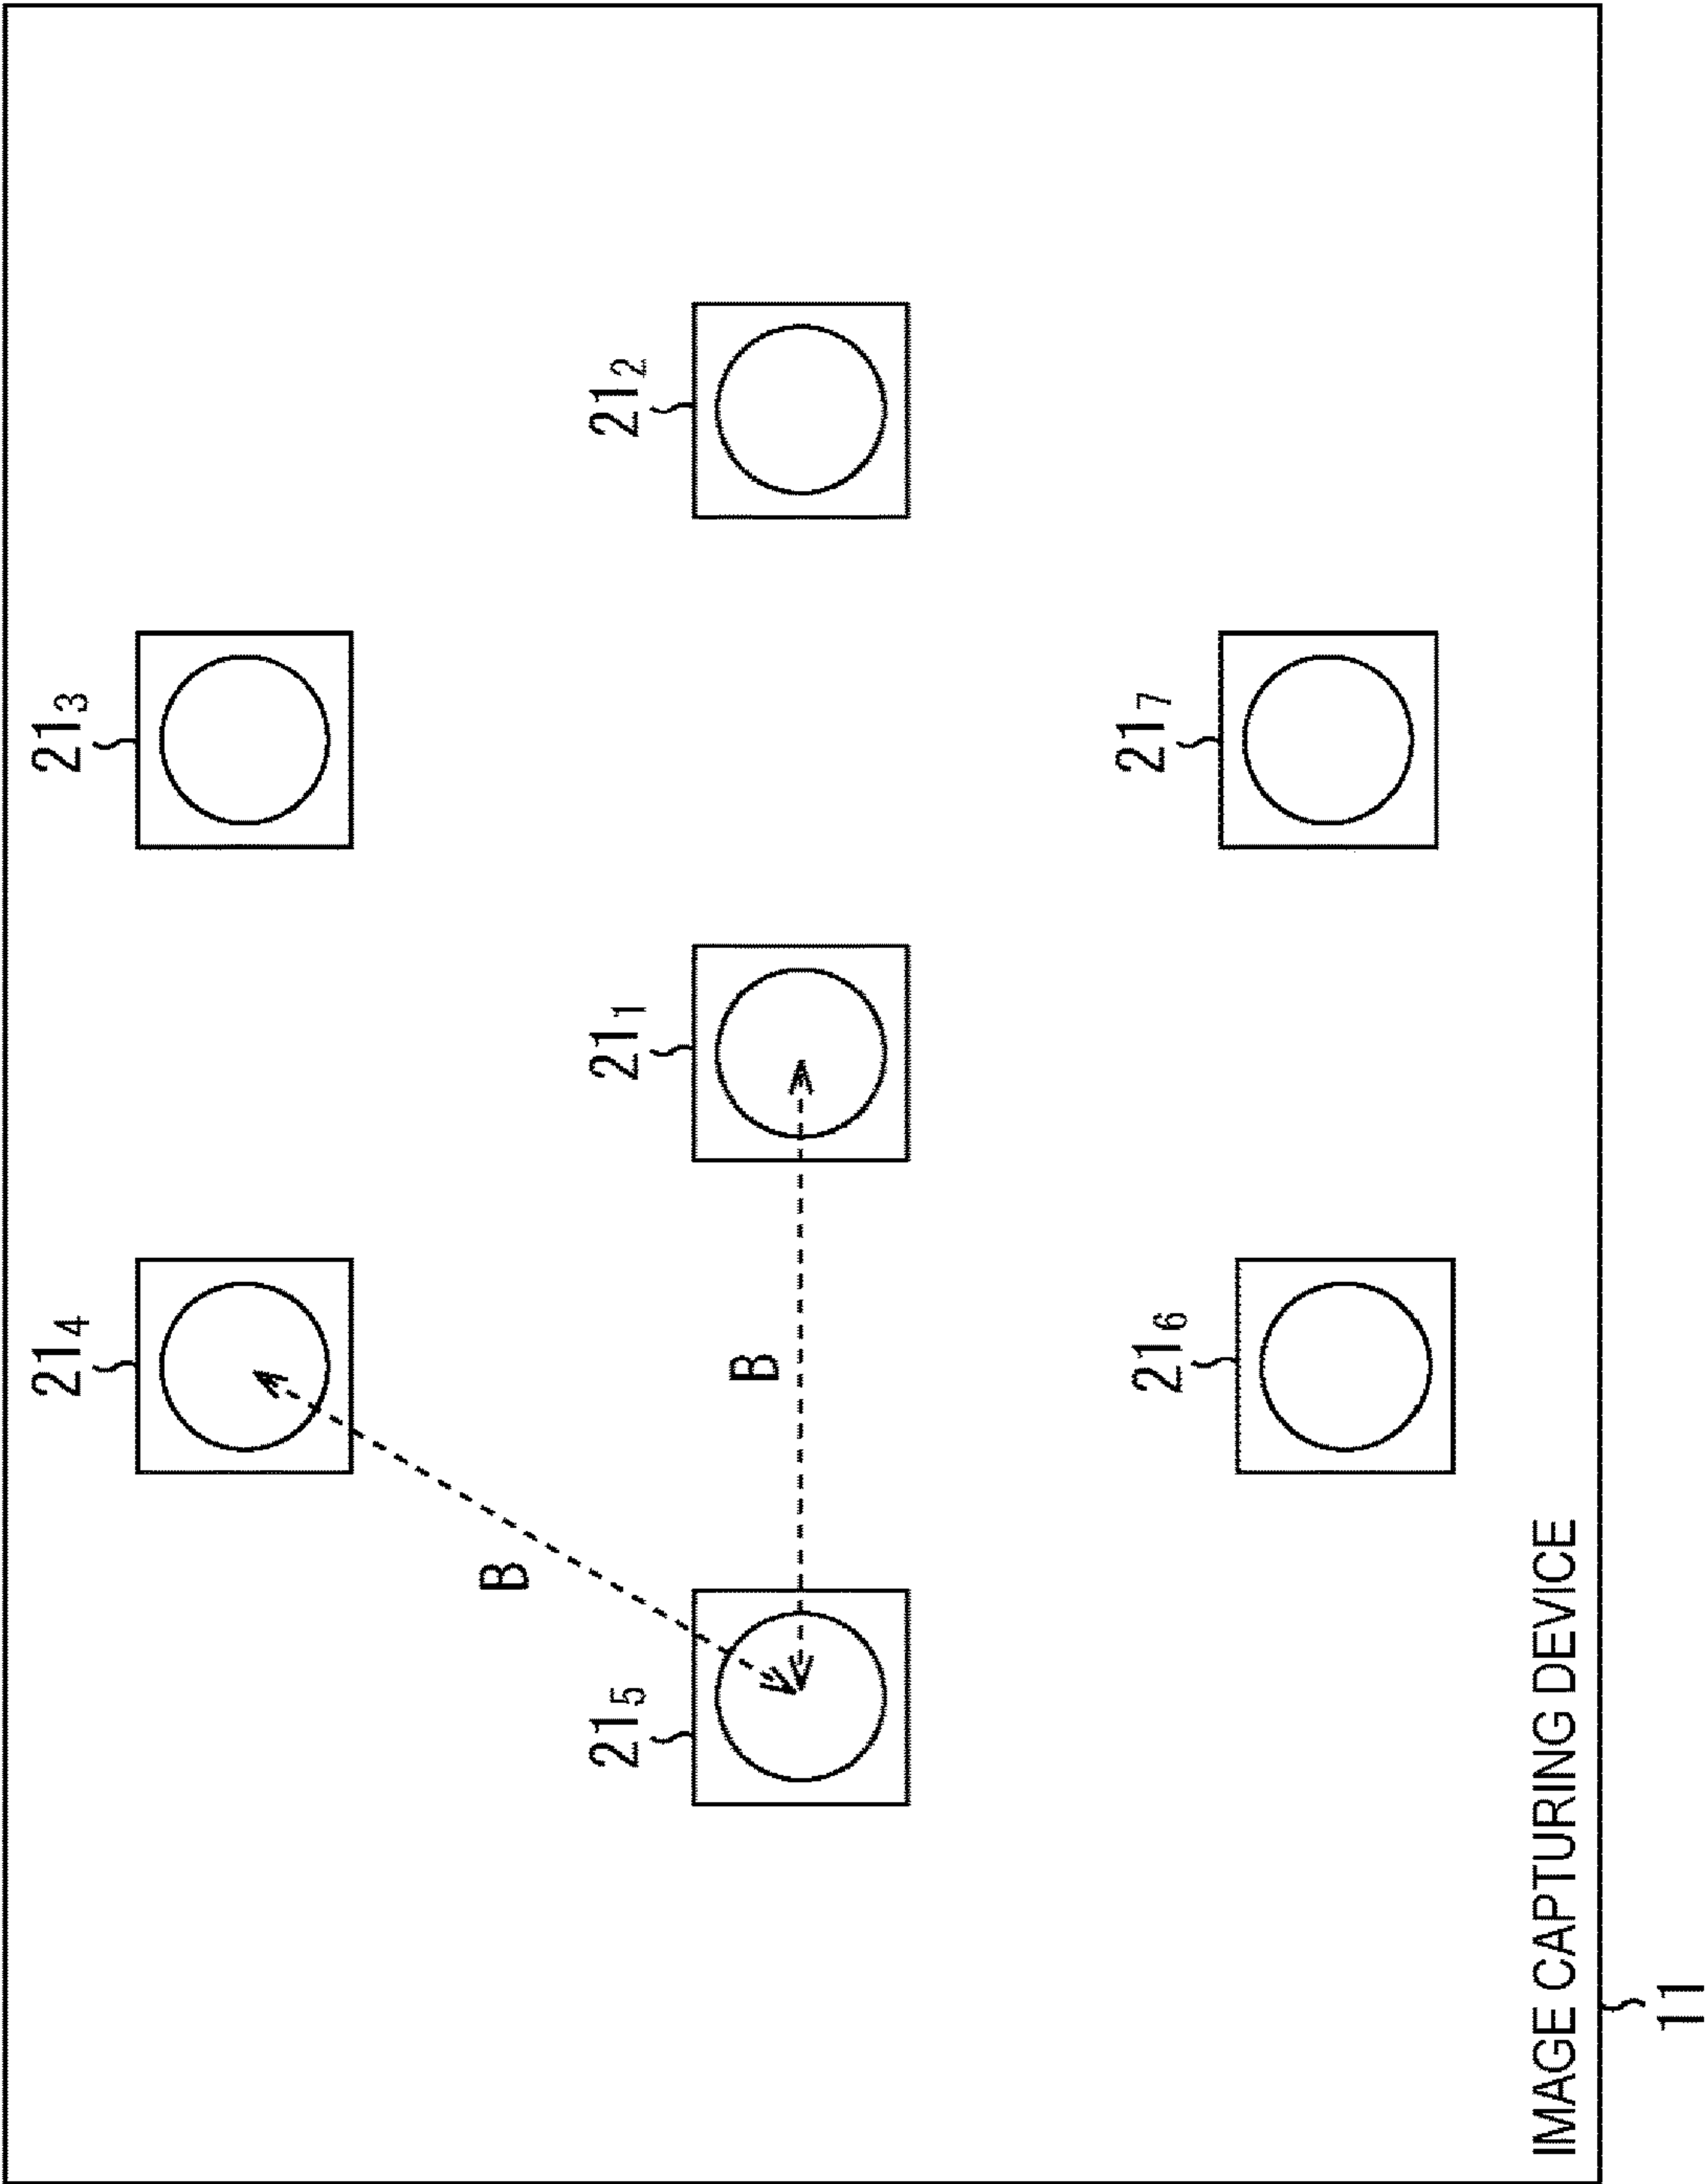 21₄ 21₃
B
21₅ 21₁ 21₂
B
21₆ 21₇
IMAGE CAPTURING DEVICE
11